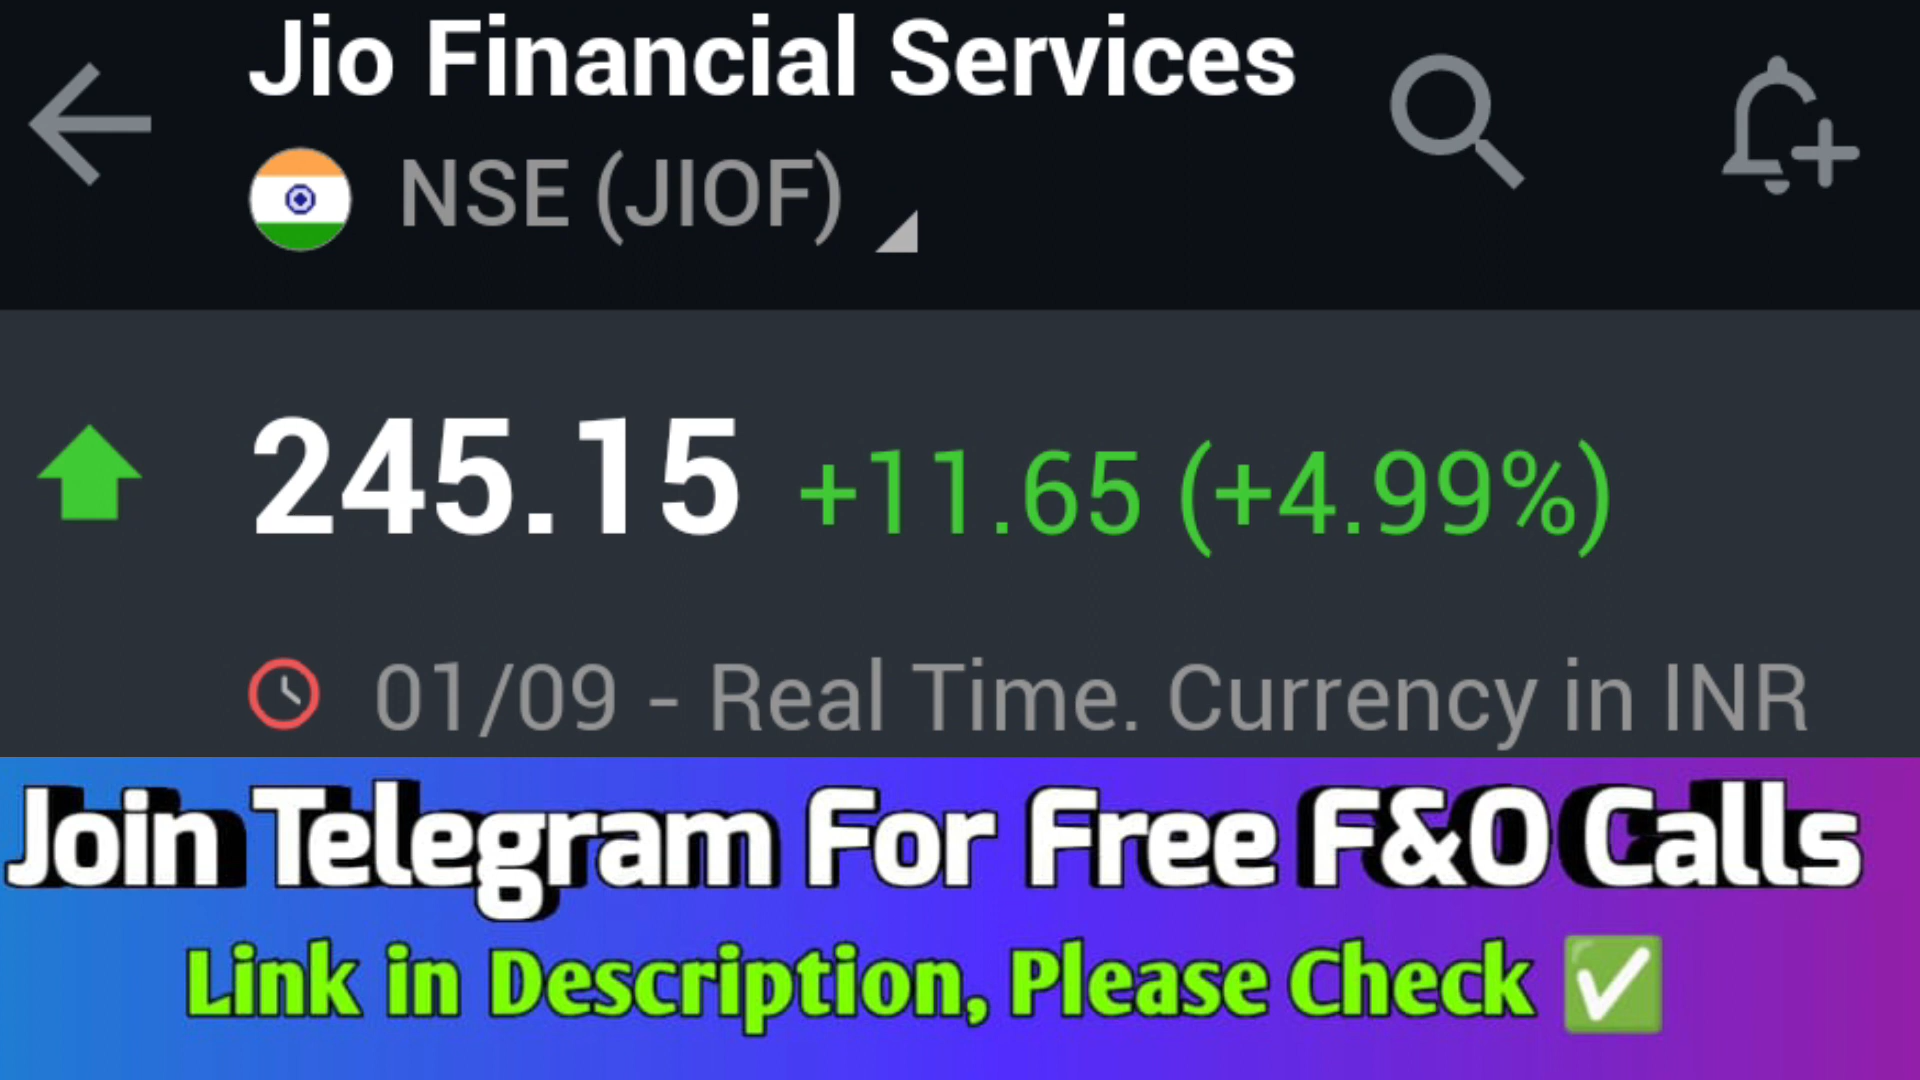 Jio Financial Services
NSE (JIOF)
245.15 +11.65 (+4.99%)
01/09 - Real Time. Currency in INR
Join Telegram For Free F&O Calls
Link in Description, Please Check ✅